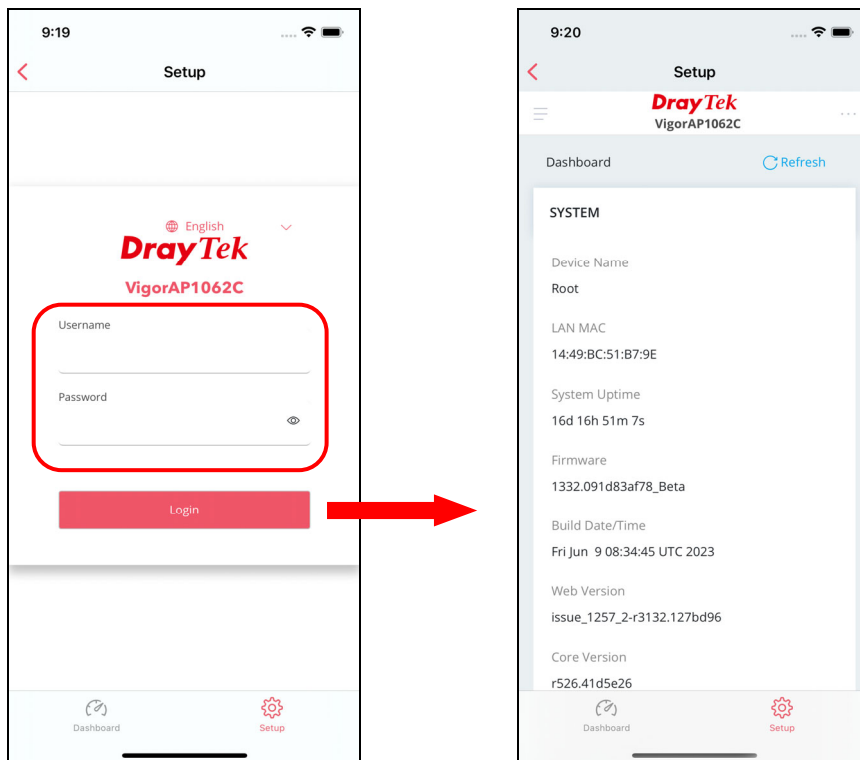 9:19
Setup
English
DrayTek
VigorAP1062C
Username
Password
Login
Dashboard
Setup
9:20
Setup
DrayTek
VigorAP1062C
Dashboard
Refresh
SYSTEM
Device Name
Root
LAN MAC
14:49:BC:51:B7:9E
System Uptime
16d 16h 51m 7s
Firmware
1332.091d83af78_Beta
Build Date/Time
Fri Jun  9 08:34:45 UTC 2023
Web Version
issue_1257_2-r3132.127bd96
Core Version
r526.41d5e26
Dashboard
Setup